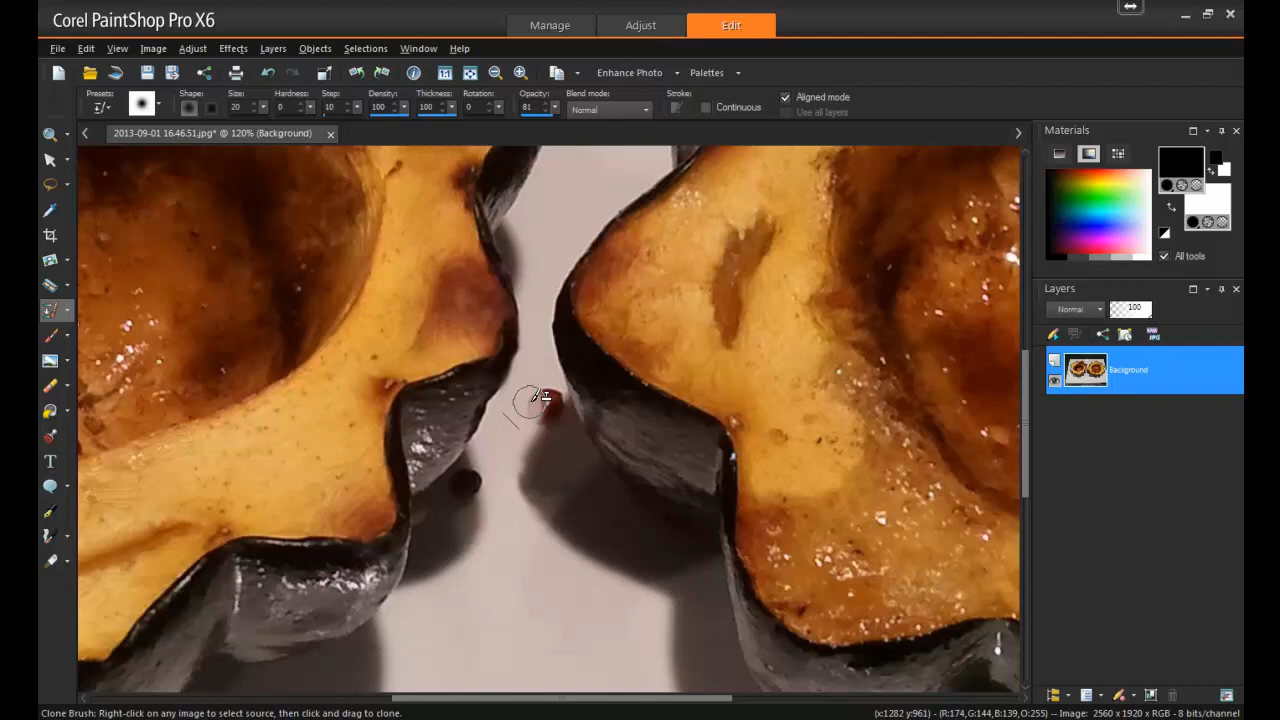 Corel PaintShop Pro X6
Manage Adjust Edit
File Edit View Image Adjust Effects Layers Objects Selections Window Help
Enhance Photo Palettes
Presets: Shape: Size: Hardness: Step: Density: Thickness: Rotation: Opacity: Blend mode: Stroke:
20 0 10 100 100 0 81 Normal Continuous
Aligned mode
Use all layers
2013-09-01 16.46.51.jpg* @ 120% (Background)
Materials
All tools
Layers
Normal 100
Background
Clone Brush: Right-click on any image to select source, then click and drag to clone.
(x:1282 y:961) - (R:174,G:144,B:139,O:255) -- Image: 2560 x 1920 x RGB - 8 bits/channel